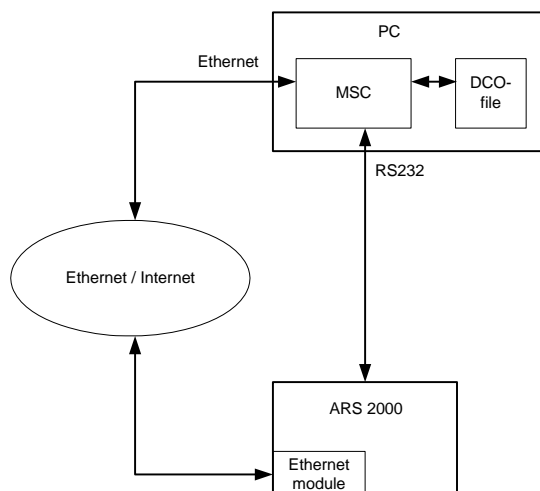 PC
Ethernet
MSC
DCO-
file
RS232
Ethernet / Internet
ARS 2000
Ethernet
module